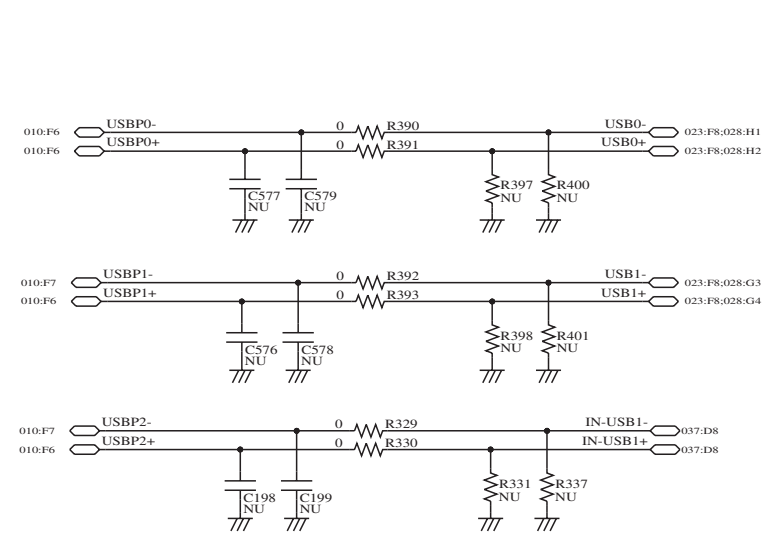 010:F6 USBP0- 0 R390 USB0- 023:F8;028:H1
010:F6 USBP0+ 0 R391 USB0+ 023:F8;028:H2
C577 C579 R397 R400
NU NU NU NU
010:F7 USBP1- 0 R392 USB1- 023:F8;028:G3
010:F6 USBP1+ 0 R393 USB1+ 023:F8;028:G4
C576 C578 R398 R401
NU NU NU NU
010:F7 USBP2- 0 R329 IN-USB1- 037:D8
010:F6 USBP2+ 0 R330 IN-USB1+ 037:D8
C198 C199 R331 R337
NU NU NU NU